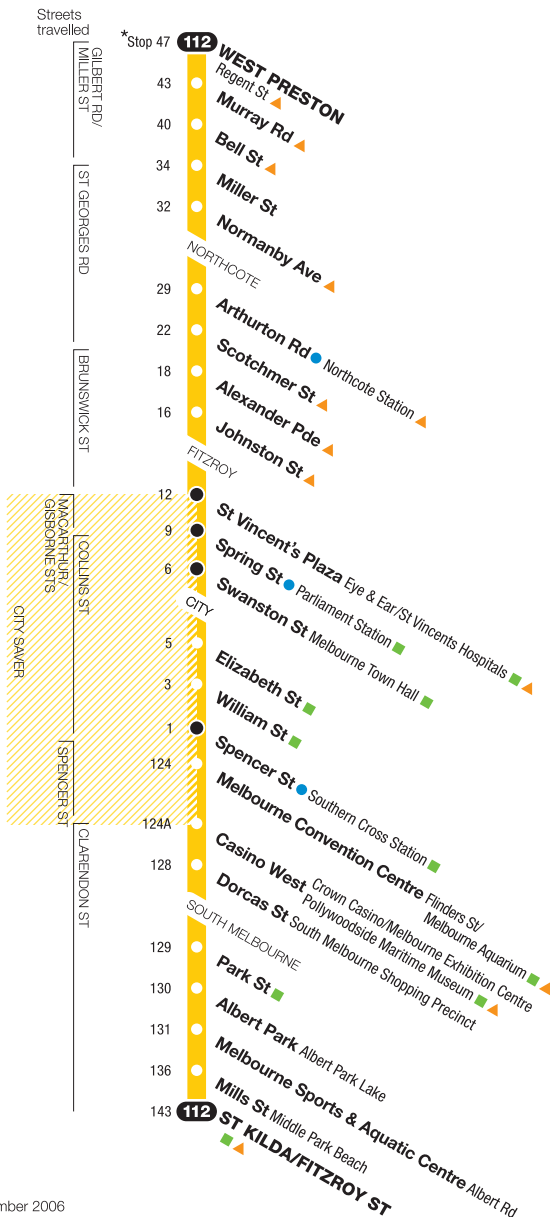 Streets
travelled
*Stop 47
112
WEST PRESTON
Regent St
43
Murray Rd
40
Bell St
34
Miller St
32
Normanby Ave
NORTHCOTE
29
Arthurton Rd Northcote Station
22
Scotchmer St
18
Alexander Pde
16
Johnston St
FITZROY
12
St Vincent's Plaza Eye & Ear/St Vincents Hospitals
9
Spring St Parliament Station
6
Swanston St Melbourne Town Hall
CITY
5
Elizabeth St
3
William St
1
Spencer St Southern Cross Station
124
Melbourne Convention Centre Flinders St/
Melbourne Aquarium
124A
Casino West Crown Casino/Melbourne Exhibition Centre
Pollywoodside Maritime Museum
128
Dorcas St South Melbourne Shopping Precinct
SOUTH MELBOURNE
129
Park St
130
Albert Park Albert Park Lake
131
Melbourne Sports & Aquatic Centre Albert Rd
136
Mills St Middle Park Beach
143
112
ST KILDA/FITZROY ST
GILBERT RD/
MILLER ST
ST GEORGES RD
BRUNSWICK ST
MACARTHUR/
GISBORNE STS
COLLINS ST
CITY SAVER
SPENCER ST
CLARENDON ST
mber 2006